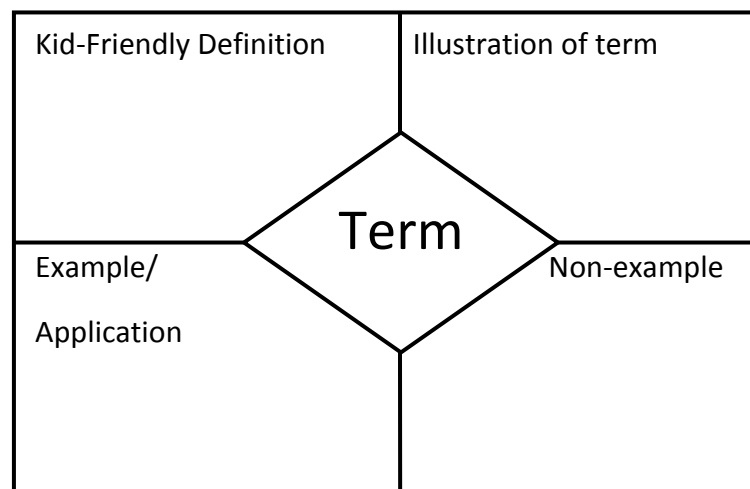 Kid-Friendly Definition
Illustration of term
Term
Example/
Application
Non-example